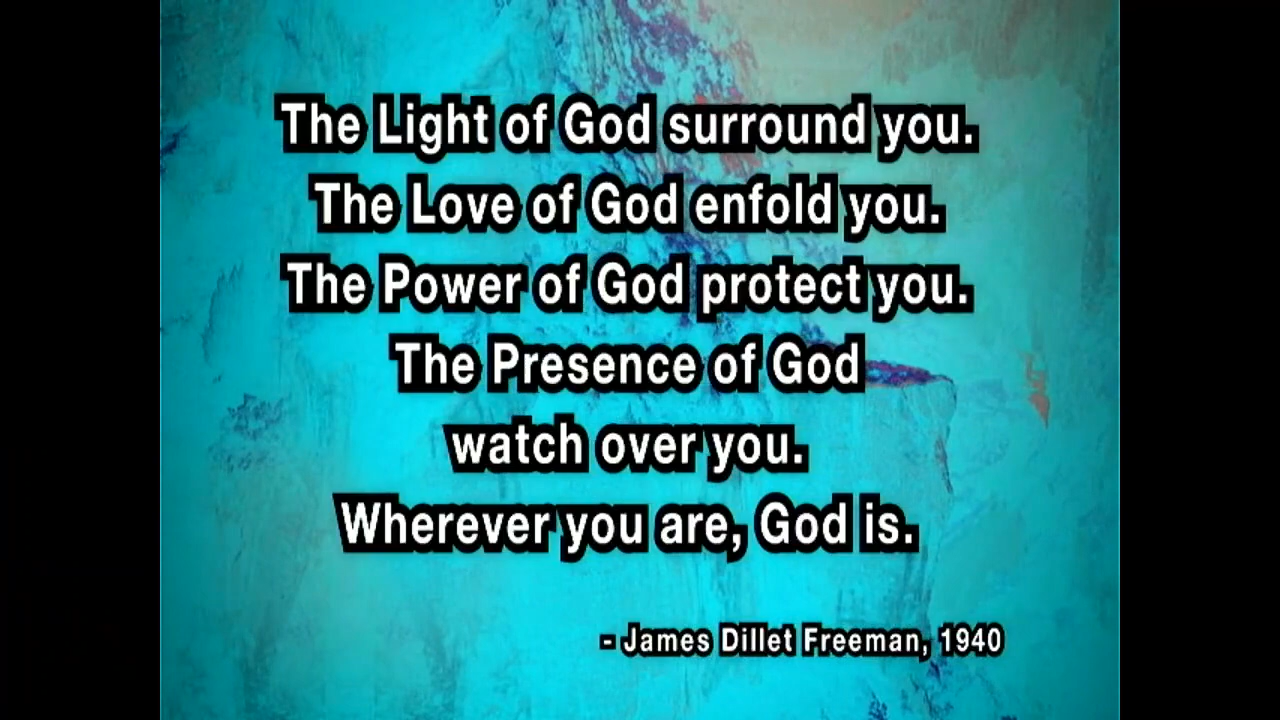 The Light of God surround you.
The Love of God enfold you.
The Power of God protect you.
The Presence of God
watch over you.
Wherever you are, God is.
- James Dillet Freeman, 1940